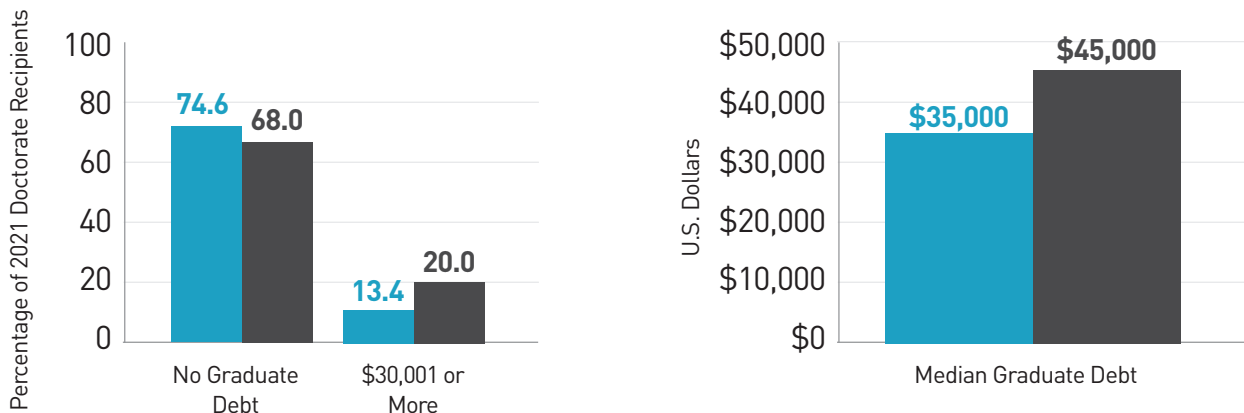 Percentage of 2021 Doctorate Recipients
100
80
60
40
20
0
74.6
68.0
13.4
20.0
No Graduate
Debt
$30,001 or
More
U.S. Dollars
$50,000
$40,000
$30,000
$20,000
$10,000
$0
$35,000
$45,000
Median Graduate Debt